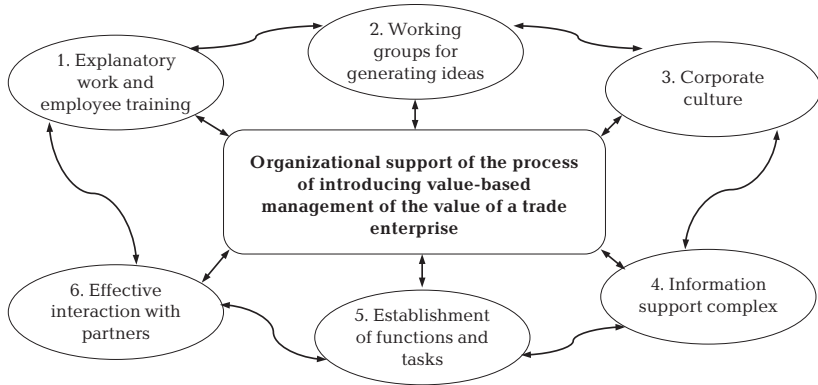 1. Explanatory
work and
employee training
2. Working
groups for
generating ideas
3. Corporate
culture
Organizational support of the process
of introducing value-based
management of the value of a trade
enterprise
4. Information
support complex
5. Establishment
of functions and
tasks
6. Effective
interaction with
partners